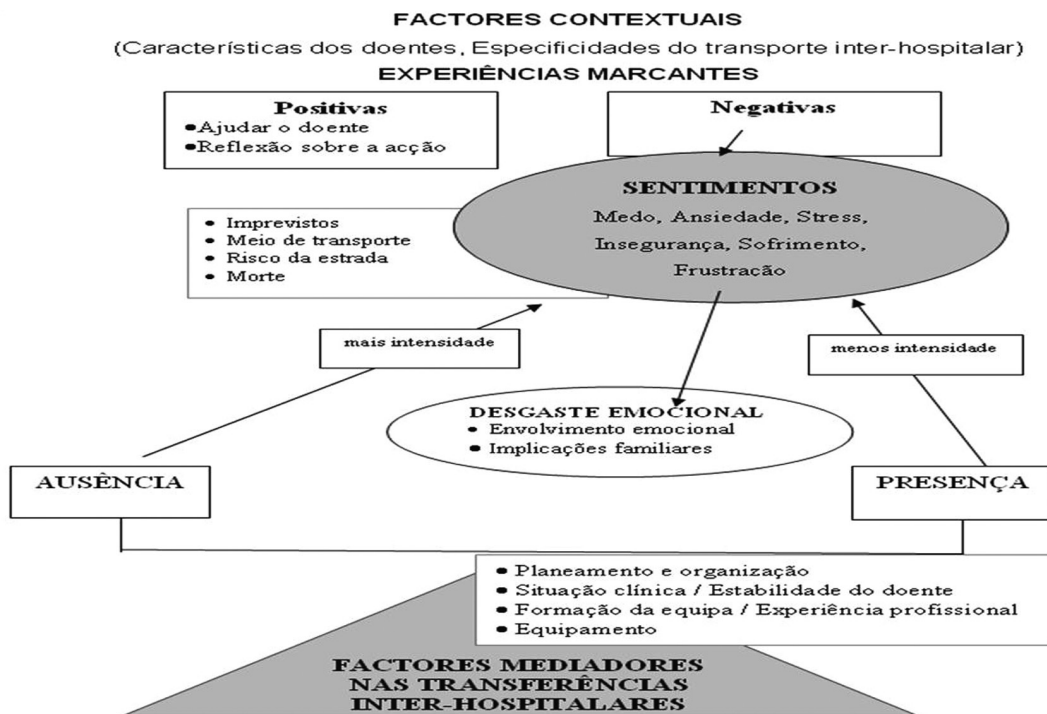 FACTORES CONTEXTUAIS
(Características dos doentes, Especificidades do transporte inter-hospitalar)
EXPERIÊNCIAS MARCANTES
Positivas
●Ajudar o doente
●Reflexão sobre a acção
Negativas
SENTIMENTOS
Medo, Ansiedade, Stress,
Insegurança, Sofrimento,
Frustração
● Imprevistos
● Meio de transporte
● Risco da estrada
● Morte
mais intensidade
menos intensidade
DESGASTE EMOCIONAL
● Envolvimento emocional
● Implicações familiares
AUSÊNCIA
PRESENÇA
● Planeamento e organização
● Situação clínica / Estabilidade do doente
● Formação da equipa / Experiência profissional
● Equipamento
FACTORES MEDIADORES
NAS TRANSFERÊNCIAS
INTER-HOSPITALARES